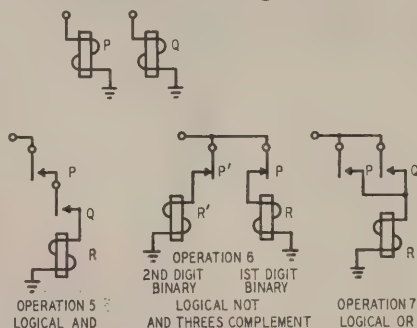 P
Q
P
Q
R
P'
P
R'
R
OPERATION 6
2ND DIGIT BINARY
1ST DIGIT BINARY
LOGICAL NOT
AND THREES COMPLEMENT
P
Q
R
OPERATION 5
LOGICAL AND
OPERATION 7
LOGICAL OR